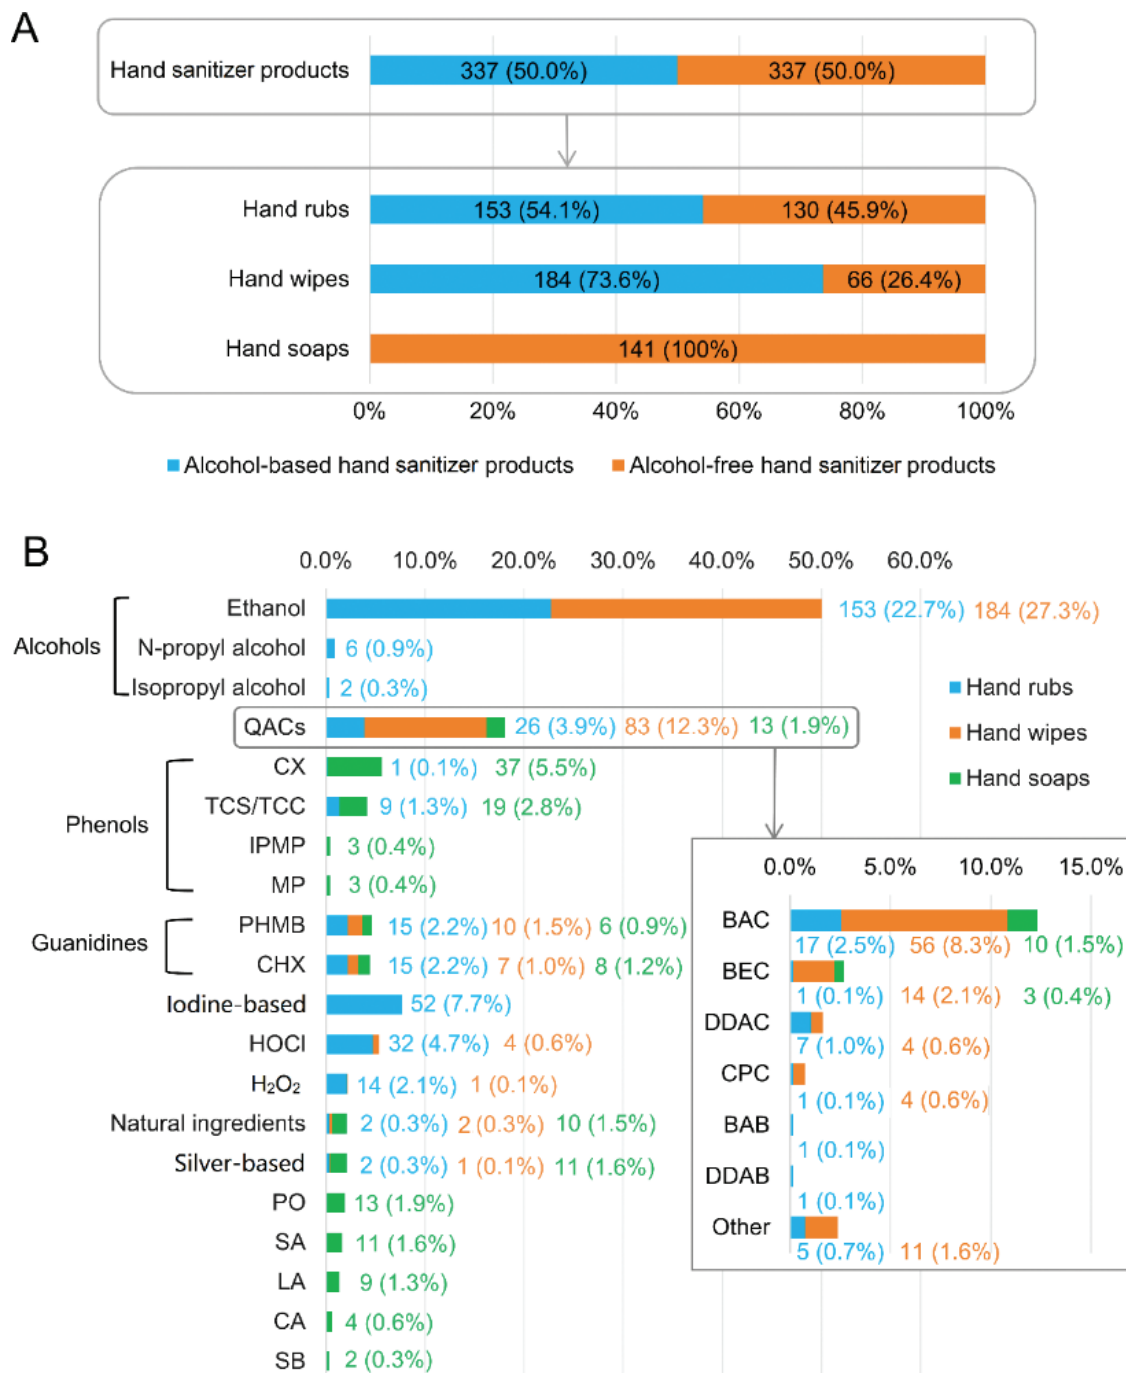 A
Hand sanitizer products 337 (50.0%) 337 (50.0%)
Hand rubs 153 (54.1%) 130 (45.9%)
Hand wipes 184 (73.6%) 66 (26.4%)
Hand soaps 141 (100%)
0% 20% 40% 60% 80% 100%
Alcohol-based hand sanitizer products Alcohol-free hand sanitizer products
B
0.0% 10.0% 20.0% 30.0% 40.0% 50.0% 60.0%
Alcohols
Ethanol 153 (22.7%) 184 (27.3%)
N-propyl alcohol 6 (0.9%)
Isopropyl alcohol 2 (0.3%)
QACs 26 (3.9%) 83 (12.3%) 13 (1.9%)
Phenols
CX 1 (0.1%) 37 (5.5%)
TCS/TCC 9 (1.3%) 19 (2.8%)
IPMP 3 (0.4%)
MP 3 (0.4%)
Guanidines
PHMB 15 (2.2%) 10 (1.5%) 6 (0.9%)
CHX 15 (2.2%) 7 (1.0%) 8 (1.2%)
Iodine-based 52 (7.7%)
HOCl 32 (4.7%) 4 (0.6%)
H₂O₂ 14 (2.1%) 1 (0.1%)
Natural ingredients 2 (0.3%) 2 (0.3%) 10 (1.5%)
Silver-based 2 (0.3%) 1 (0.1%) 11 (1.6%)
PO 13 (1.9%)
SA 11 (1.6%)
LA 9 (1.3%)
CA 4 (0.6%)
SB 2 (0.3%)
Hand rubs
Hand wipes
Hand soaps
0.0% 5.0% 10.0% 15.0%
BAC
17 (2.5%) 56 (8.3%) 10 (1.5%)
BEC
1 (0.1%) 14 (2.1%) 3 (0.4%)
DDAC
7 (1.0%) 4 (0.6%)
CPC
1 (0.1%) 4 (0.6%)
BAB
1 (0.1%)
DDAB
1 (0.1%)
Other
5 (0.7%) 11 (1.6%)